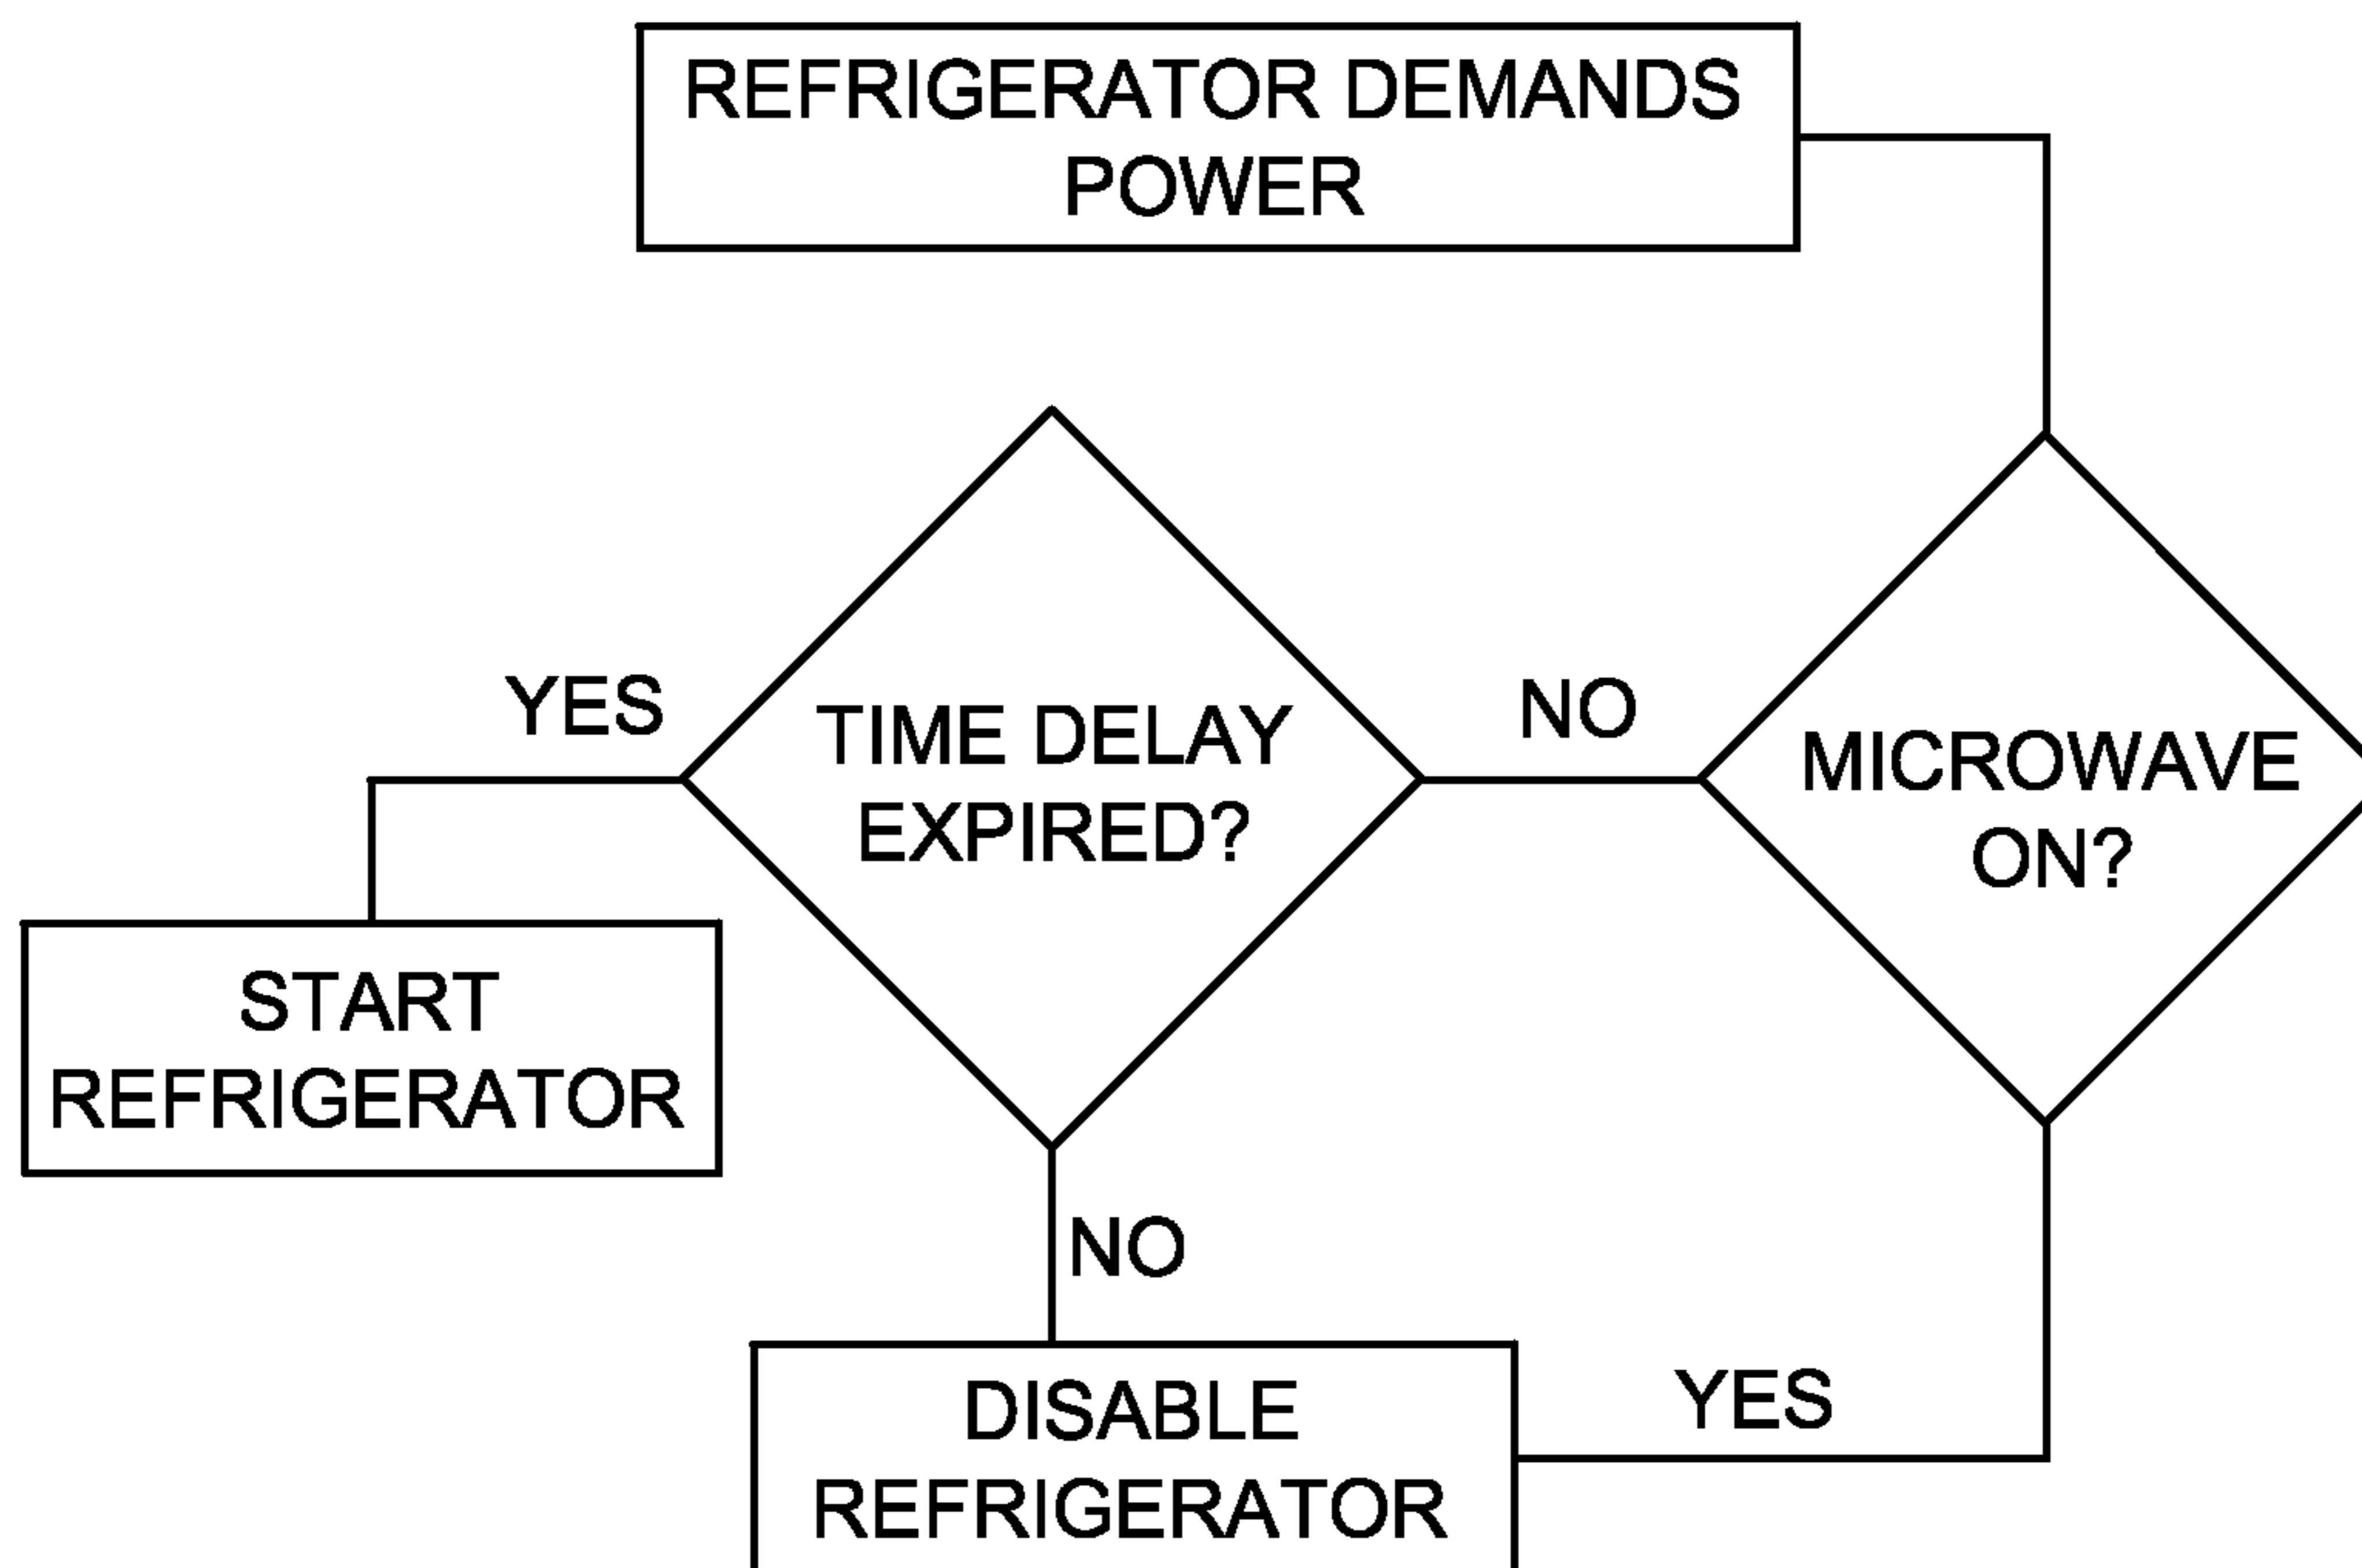 REFRIGERATOR DEMANDS
POWER
YES
TIME DELAY
EXPIRED?
NO
MICROWAVE
ON?
START
REFRIGERATOR
NO
DISABLE
REFRIGERATOR
YES